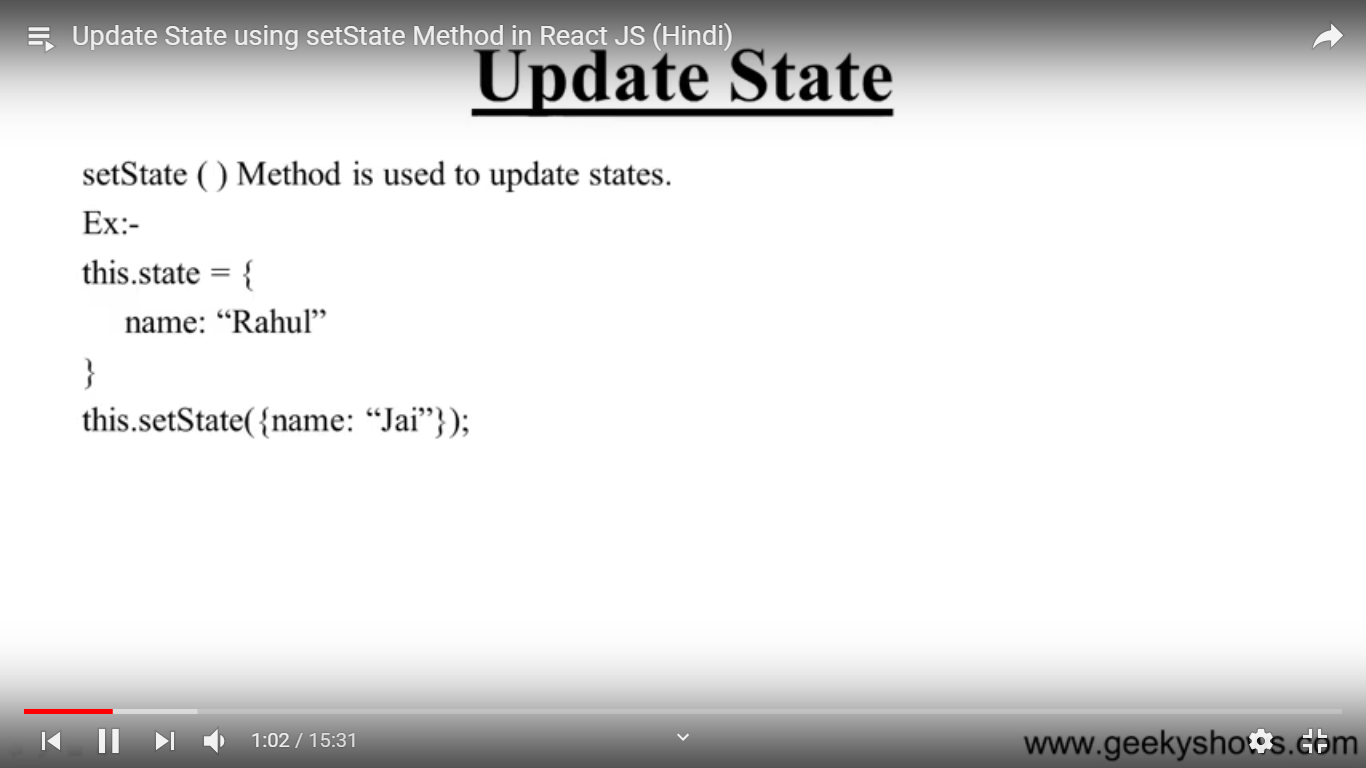 Update State using setState Method in React JS (Hindi)
Update State
setState ( ) Method is used to update states.
Ex:-
this.state = {
name: “Rahul”
}
this.setState({name: “Jai”});
1:02 / 15:31
www.geekyshows.com